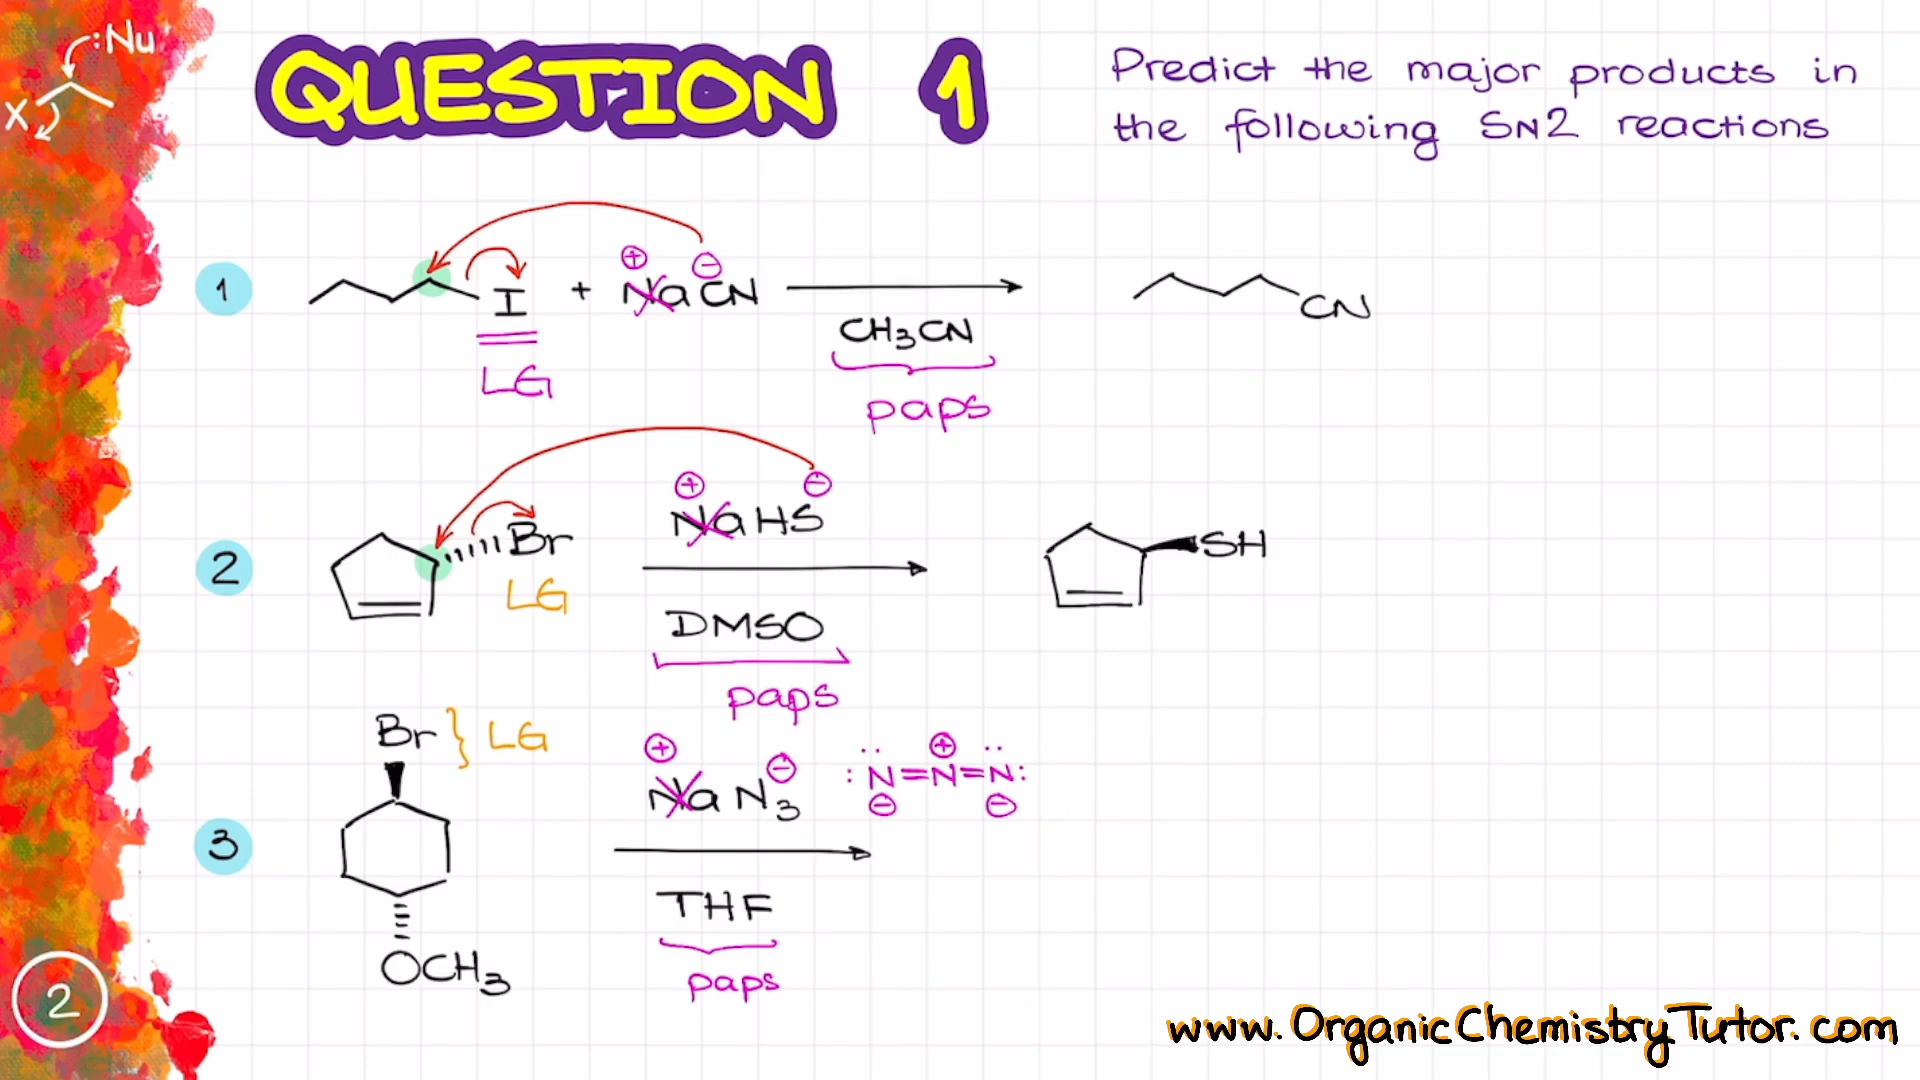 :Nu
X
QUESTION 1
Predict the major products in
the following SN2 reactions
1
I + NaCN
⊕ ⊖
CH3CN
CN
LG
paps
2
Br
⊕ ⊖
NaHS
SH
LG
DMSO
paps
3
Br } LG
⊕ ⊖
NaN3
:N=N=N:
⊖ ⊕ ⊖
THF
paps
OCH3
2
www.OrganicChemistryTutor.com